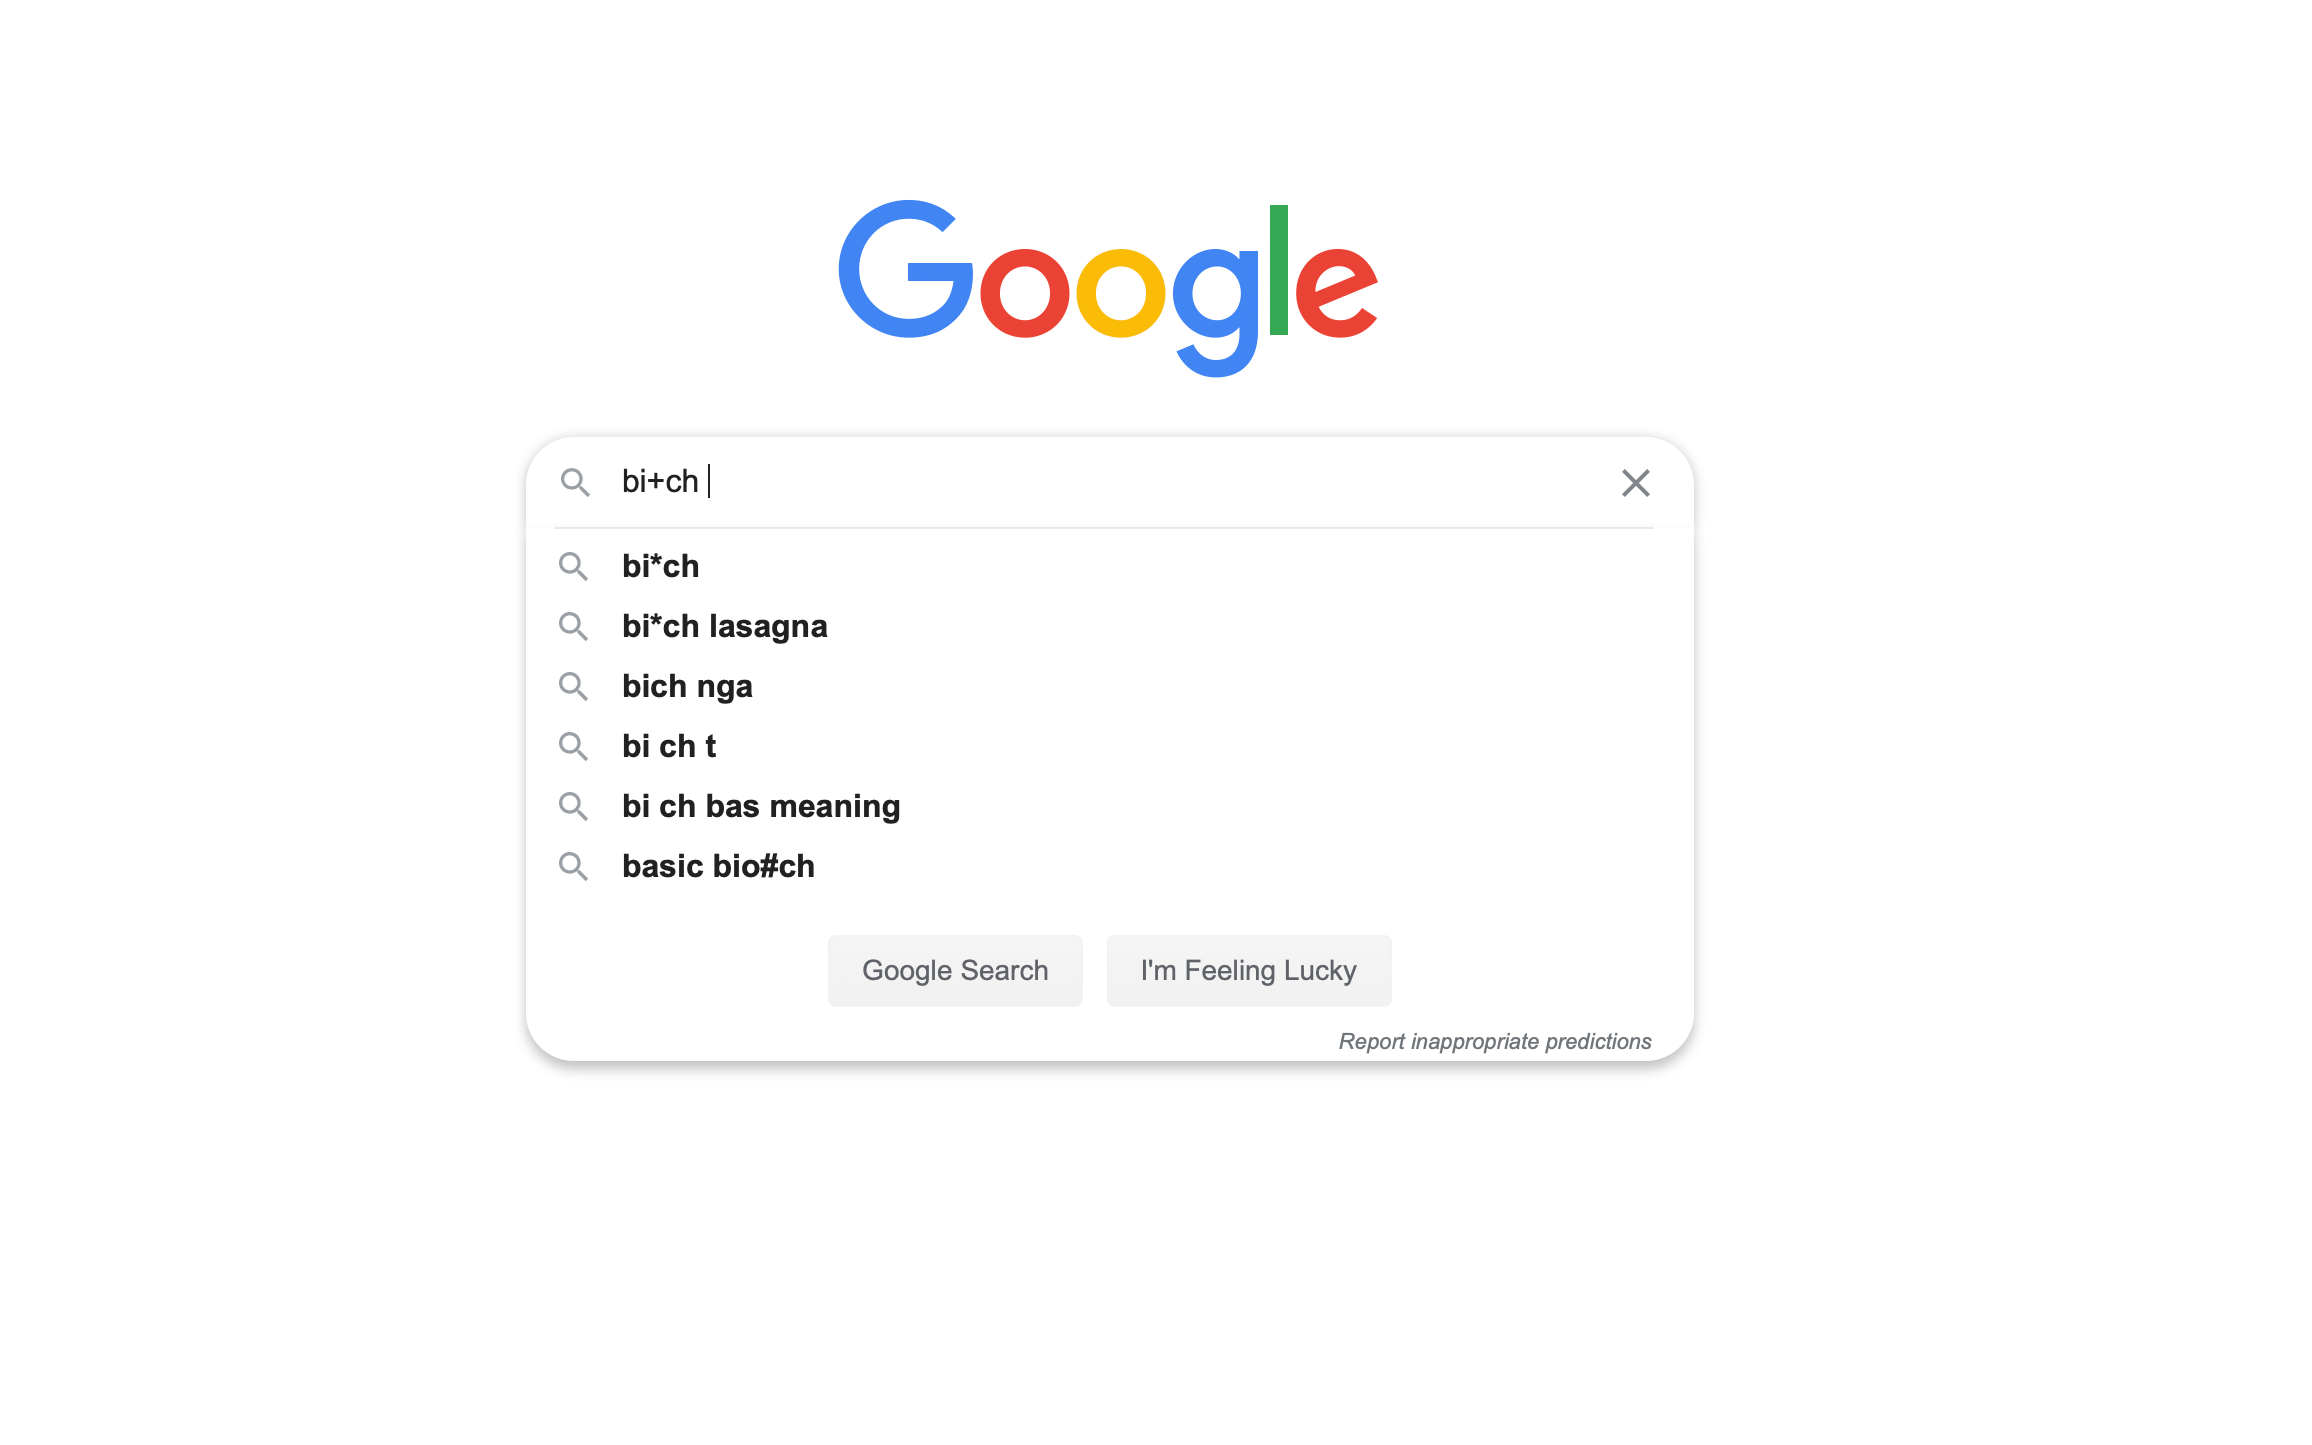 Google
bi+ch
bi*ch
bi*ch lasagna
bich nga
bi ch t
bi ch bas meaning
basic bio#ch
Google Search
I'm Feeling Lucky
Report inappropriate predictions